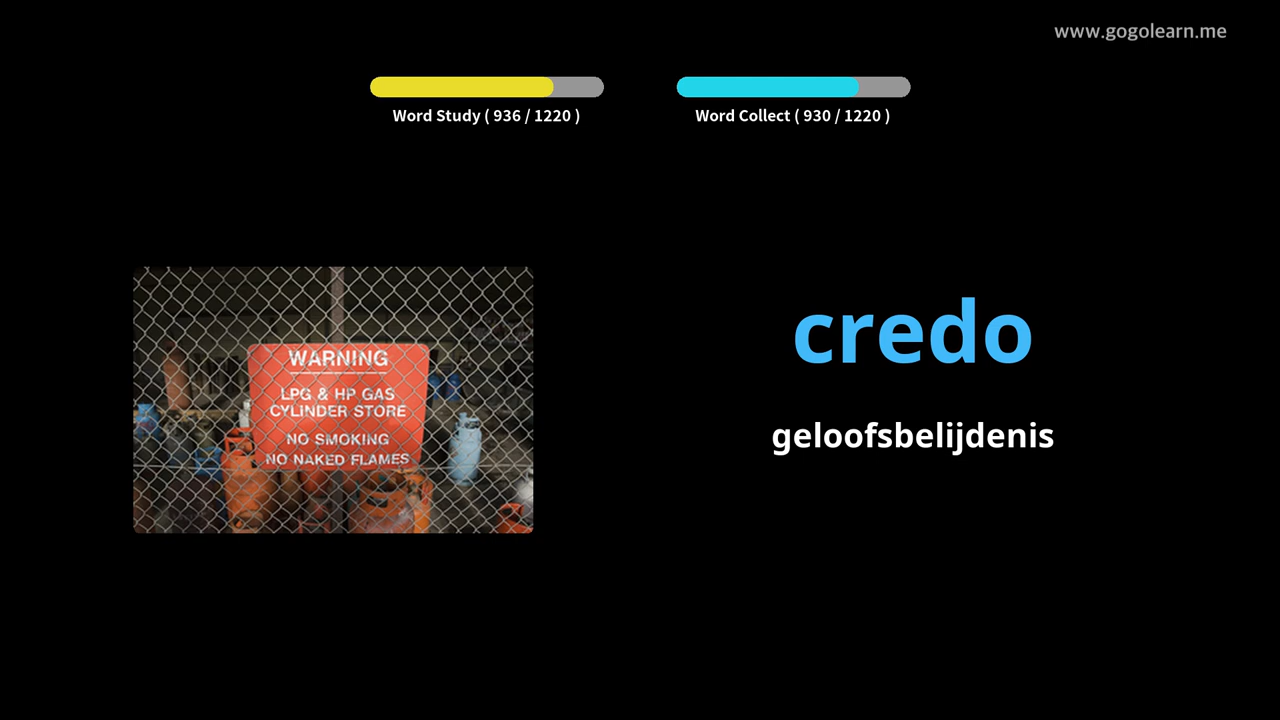 www.gogolearn.me
Word Study ( 936 / 1220 )
Word Collect ( 930 / 1220 )
WARNING
LPG & HP GAS
CYLINDER STORE
NO SMOKING
NO NAKED FLAMES
credo
geloofsbelijdenis